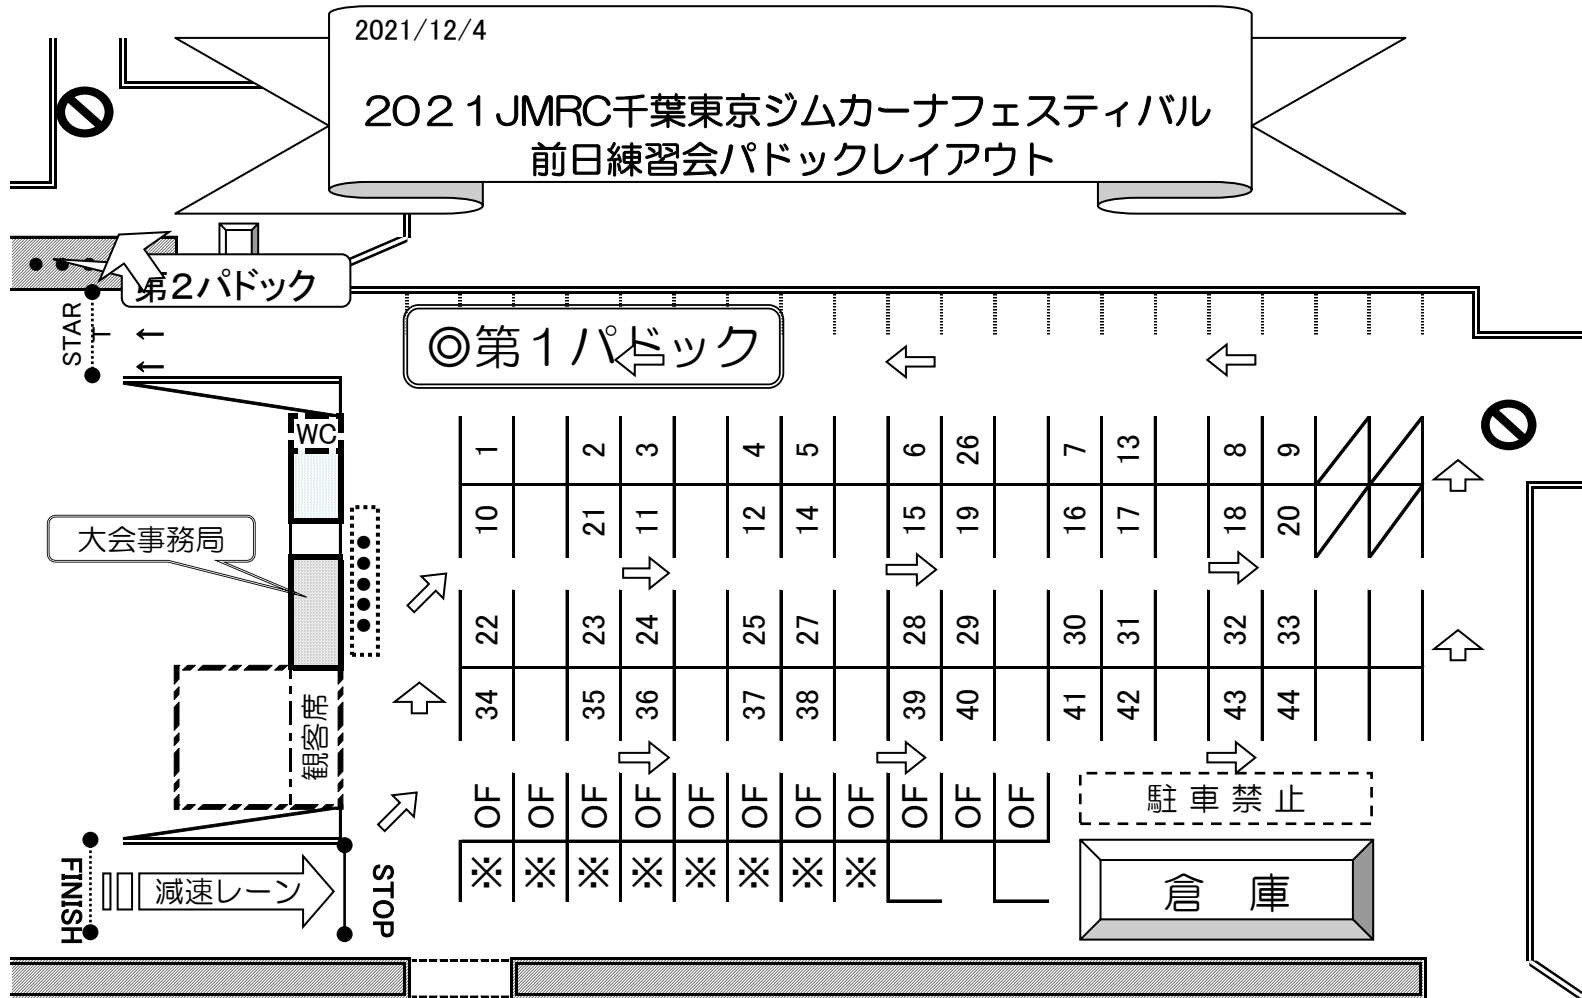 2021/12/4
2021JMRC千葉東京ジムカーナフェスティバル
前日練習会パドックレイアウト
第2パドック
START
◎第1パドック
WC
1 2 3 4 5 6 26 7 13 8 9
10 21 11 12 14 15 19 16 17 18 20
大会事務局
22 23 24 25 27 28 29 30 31 32 33
34 35 36 37 38 39 40 41 42 43 44
観客席
OF OF OF OF OF OF OF OF OF OF OF
駐車禁止
※ ※ ※ ※ ※ ※ ※ ※
倉 庫
FINISH
減速レーン
STOP